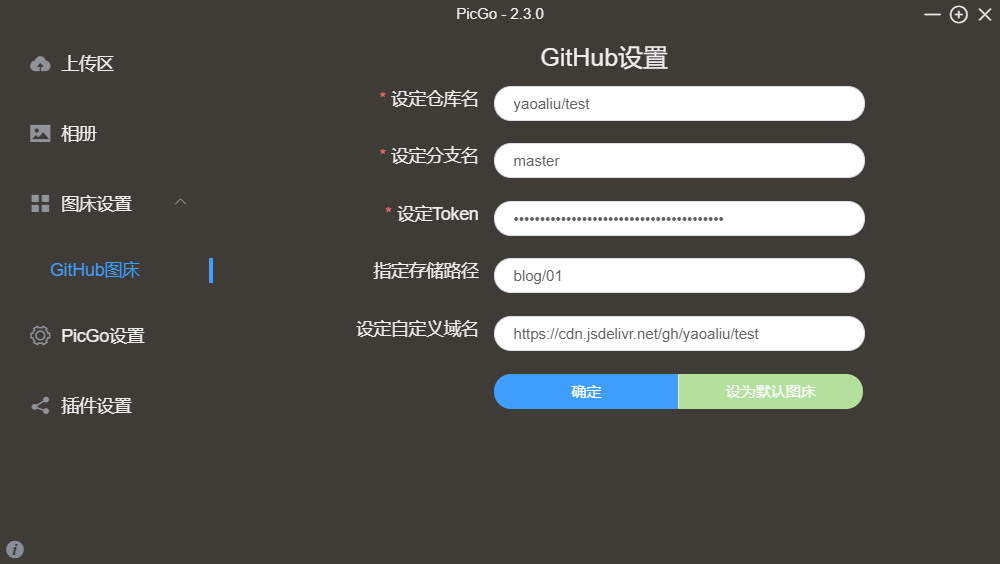 PicGo - 2.3.0
上传区
相册
图床设置
GitHub图床
PicGo设置
插件设置
GitHub设置
* 设定仓库名
yaoaliu/test
* 设定分支名
master
* 设定Token
••••••••••••••••••••••••••••••••••••••••
指定存储路径
blog/01
设定自定义域名
https://cdn.jsdelivr.net/gh/yaoaliu/test
确定
设为默认图床